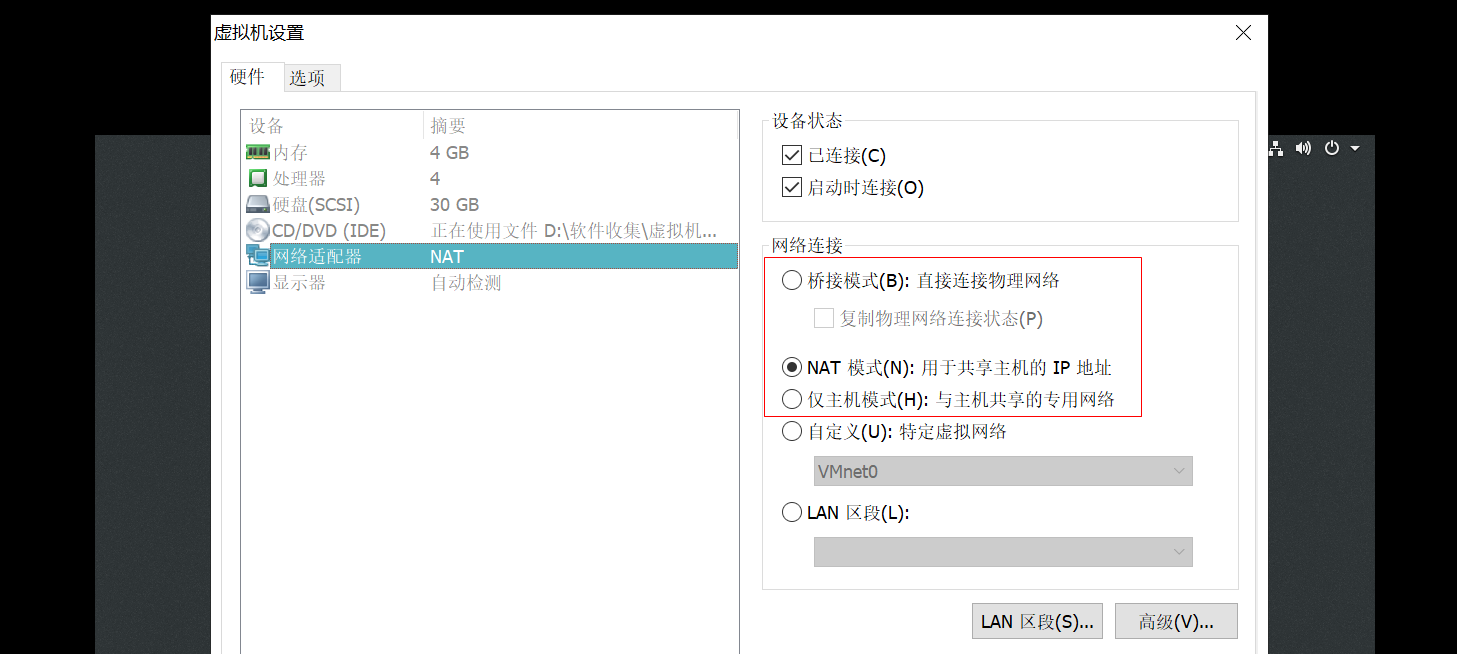 虚拟机设置
硬件 选项
设备 摘要
内存 4 GB
处理器 4
硬盘(SCSI) 30 GB
CD/DVD (IDE) 正在使用文件 D:\软件收集\虚拟机...
网络适配器 NAT
显示器 自动检测
设备状态
已连接(C)
启动时连接(O)
网络连接
桥接模式(B): 直接连接物理网络
复制物理网络连接状态(P)
NAT 模式(N): 用于共享主机的 IP 地址
仅主机模式(H): 与主机共享的专用网络
自定义(U): 特定虚拟网络
VMnet0
LAN 区段(L):
LAN 区段(S)... 高级(V)...